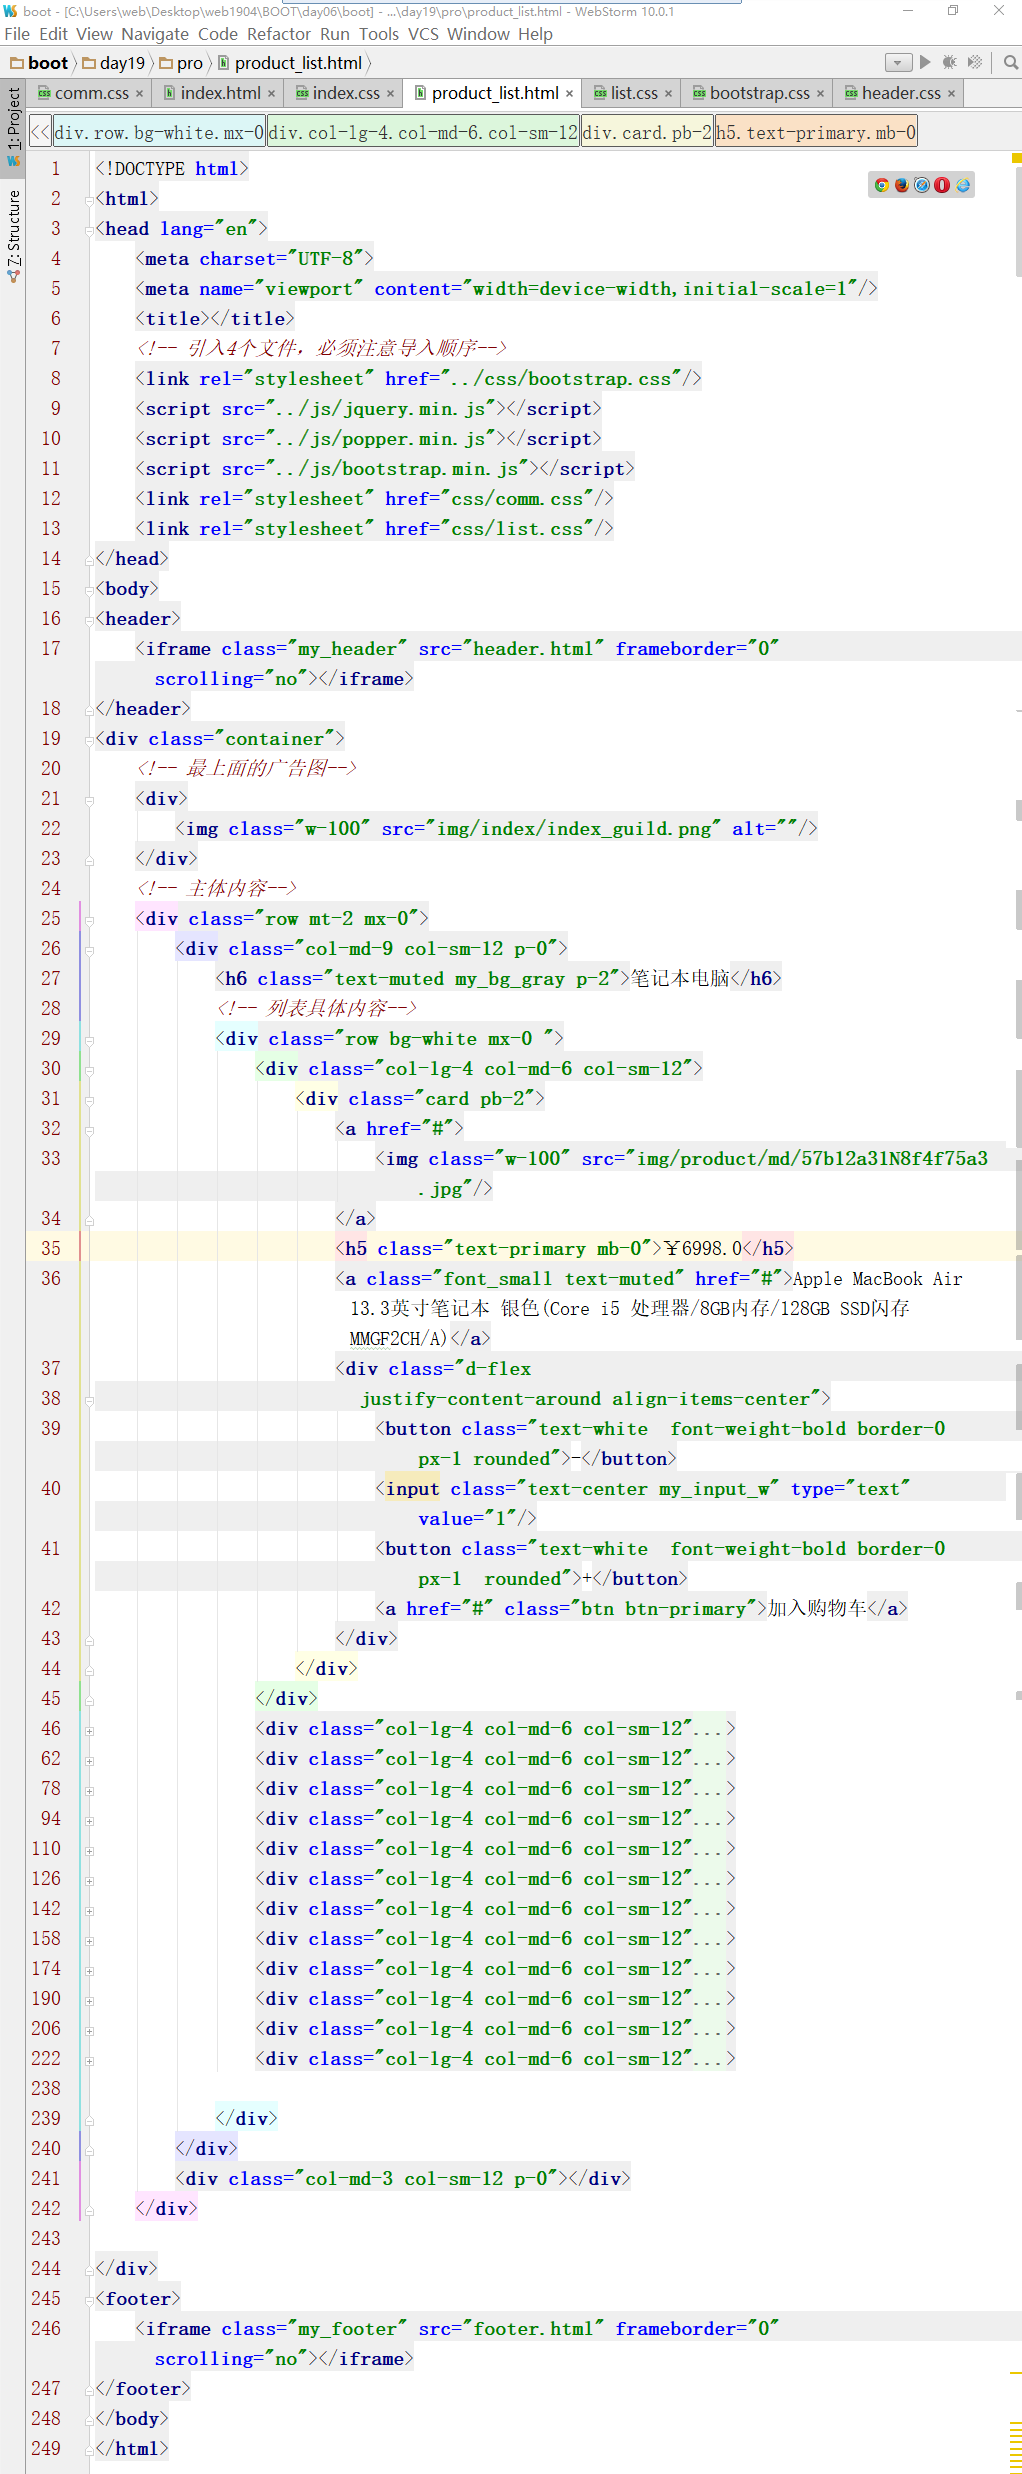 boot - [C:\Users\web\Desktop\web1904\BOOT\day06\boot] - ...\day19\pro\product_list.html - WebStorm 10.0.1
File Edit View Navigate Code Refactor Run Tools VCS Window Help
boot day19 pro product_list.html
comm.css × index.html × index.css × product_list.html × list.css × bootstrap.css × header.css ×
1: Project
7: Structure
<< div.row.bg-white.mx-0 div.col-lg-4.col-md-6.col-sm-12 div.card.pb-2 h5.text-primary.mb-0
1 <!DOCTYPE html>
2 <html>
3 <head lang="en">
4 <meta charset="UTF-8">
5 <meta name="viewport" content="width=device-width,initial-scale=1"/>
6 <title></title>
7 <!-- 引入4个文件，必须注意导入顺序-->
8 <link rel="stylesheet" href="../css/bootstrap.css"/>
9 <script src="../js/jquery.min.js"></script>
10 <script src="../js/popper.min.js"></script>
11 <script src="../js/bootstrap.min.js"></script>
12 <link rel="stylesheet" href="css/comm.css"/>
13 <link rel="stylesheet" href="css/list.css"/>
14 </head>
15 <body>
16 <header>
17 <iframe class="my_header" src="header.html" frameborder="0"
scrolling="no"></iframe>
18 </header>
19 <div class="container">
20 <!-- 最上面的广告图-->
21 <div>
22 <img class="w-100" src="img/index/index_guild.png" alt=""/>
23 </div>
24 <!-- 主体内容-->
25 <div class="row mt-2 mx-0">
26 <div class="col-md-9 col-sm-12 p-0">
27 <h6 class="text-muted my_bg_gray p-2">笔记本电脑</h6>
28 <!-- 列表具体内容-->
29 <div class="row bg-white mx-0 ">
30 <div class="col-lg-4 col-md-6 col-sm-12">
31 <div class="card pb-2">
32 <a href="#">
33 <img class="w-100" src="img/product/md/57b12a31N8f4f75a3
.jpg"/>
34 </a>
35 <h5 class="text-primary mb-0">￥6998.0</h5>
36 <a class="font_small text-muted" href="#">Apple MacBook Air
13.3英寸笔记本 银色(Core i5 处理器/8GB内存/128GB SSD闪存
MMGF2CH/A)</a>
37 <div class="d-flex
38 justify-content-around align-items-center">
39 <button class="text-white  font-weight-bold border-0
px-1 rounded">-</button>
40 <input class="text-center my_input_w" type="text"
value="1"/>
41 <button class="text-white  font-weight-bold border-0
px-1  rounded">+</button>
42 <a href="#" class="btn btn-primary">加入购物车</a>
43 </div>
44 </div>
45 </div>
46 <div class="col-lg-4 col-md-6 col-sm-12"...>
62 <div class="col-lg-4 col-md-6 col-sm-12"...>
78 <div class="col-lg-4 col-md-6 col-sm-12"...>
94 <div class="col-lg-4 col-md-6 col-sm-12"...>
110 <div class="col-lg-4 col-md-6 col-sm-12"...>
126 <div class="col-lg-4 col-md-6 col-sm-12"...>
142 <div class="col-lg-4 col-md-6 col-sm-12"...>
158 <div class="col-lg-4 col-md-6 col-sm-12"...>
174 <div class="col-lg-4 col-md-6 col-sm-12"...>
190 <div class="col-lg-4 col-md-6 col-sm-12"...>
206 <div class="col-lg-4 col-md-6 col-sm-12"...>
222 <div class="col-lg-4 col-md-6 col-sm-12"...>
238
239 </div>
240 </div>
241 <div class="col-md-3 col-sm-12 p-0"></div>
242 </div>
243
244 </div>
245 <footer>
246 <iframe class="my_footer" src="footer.html" frameborder="0"
scrolling="no"></iframe>
247 </footer>
248 </body>
249 </html>